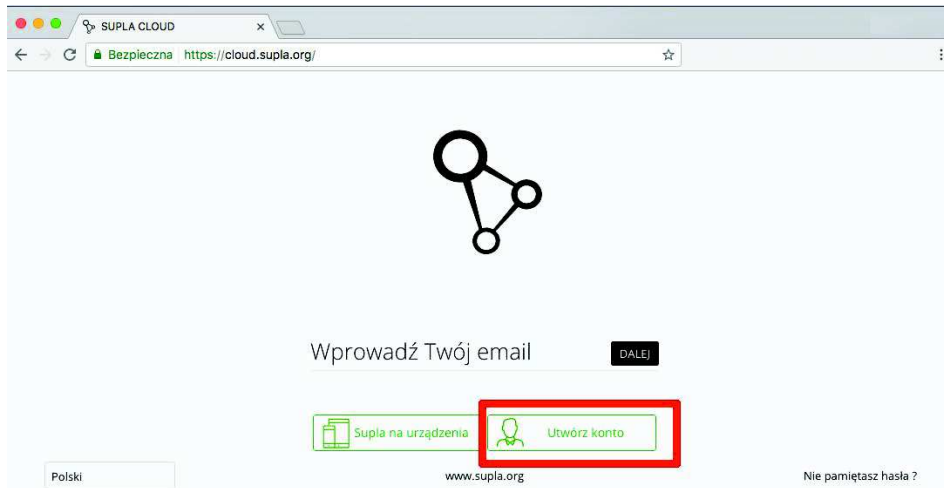 SUPLA CLOUD
Bezpieczna https://cloud.supla.org/
Wprowadź Twój email DALEJ
Supla na urządzenia Utwórz konto
Polski www.supla.org Nie pamiętasz hasła ?